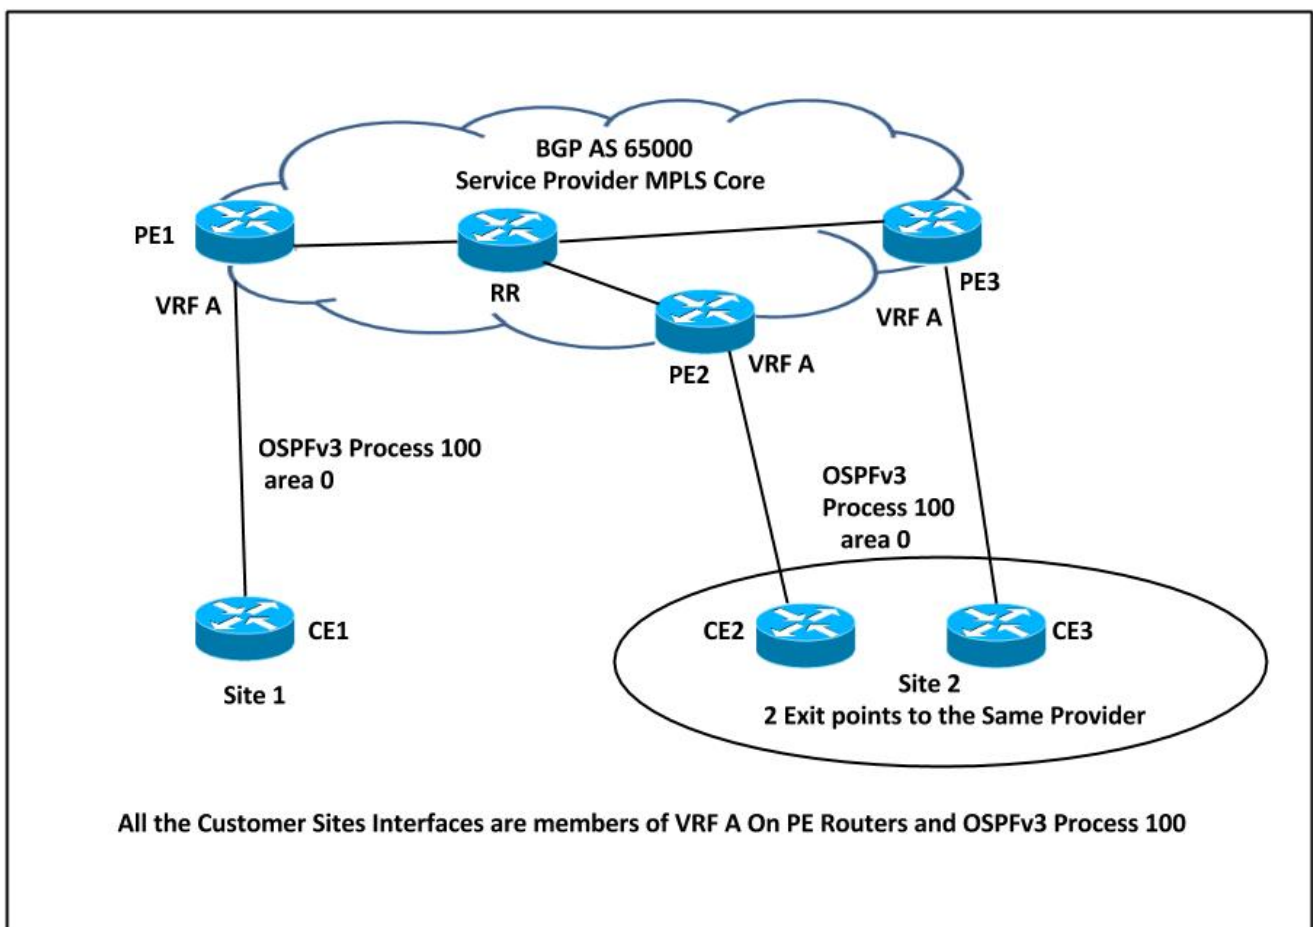 BGP AS 65000
Service Provider MPLS Core
PE1
RR
PE3
VRF A
VRF A
PE2
VRF A
OSPFv3 Process 100
area 0
OSPFv3
Process 100
area 0
CE1
CE2
CE3
Site 1
Site 2
2 Exit points to the Same Provider
All the Customer Sites Interfaces are members of VRF A On PE Routers and OSPFv3 Process 100